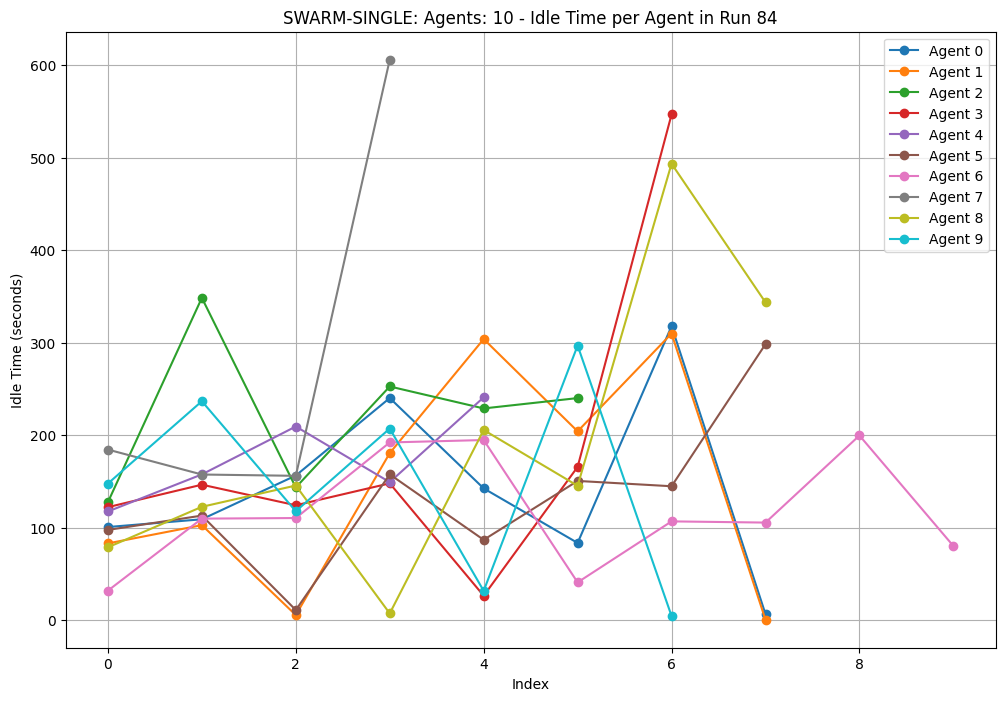 SWARM-SINGLE: Agents: 10 - Idle Time per Agent in Run 84
Idle Time (seconds)
600
500
400
300
200
100
0
0 2 4 6 8
Index
Agent 0
Agent 1
Agent 2
Agent 3
Agent 4
Agent 5
Agent 6
Agent 7
Agent 8
Agent 9